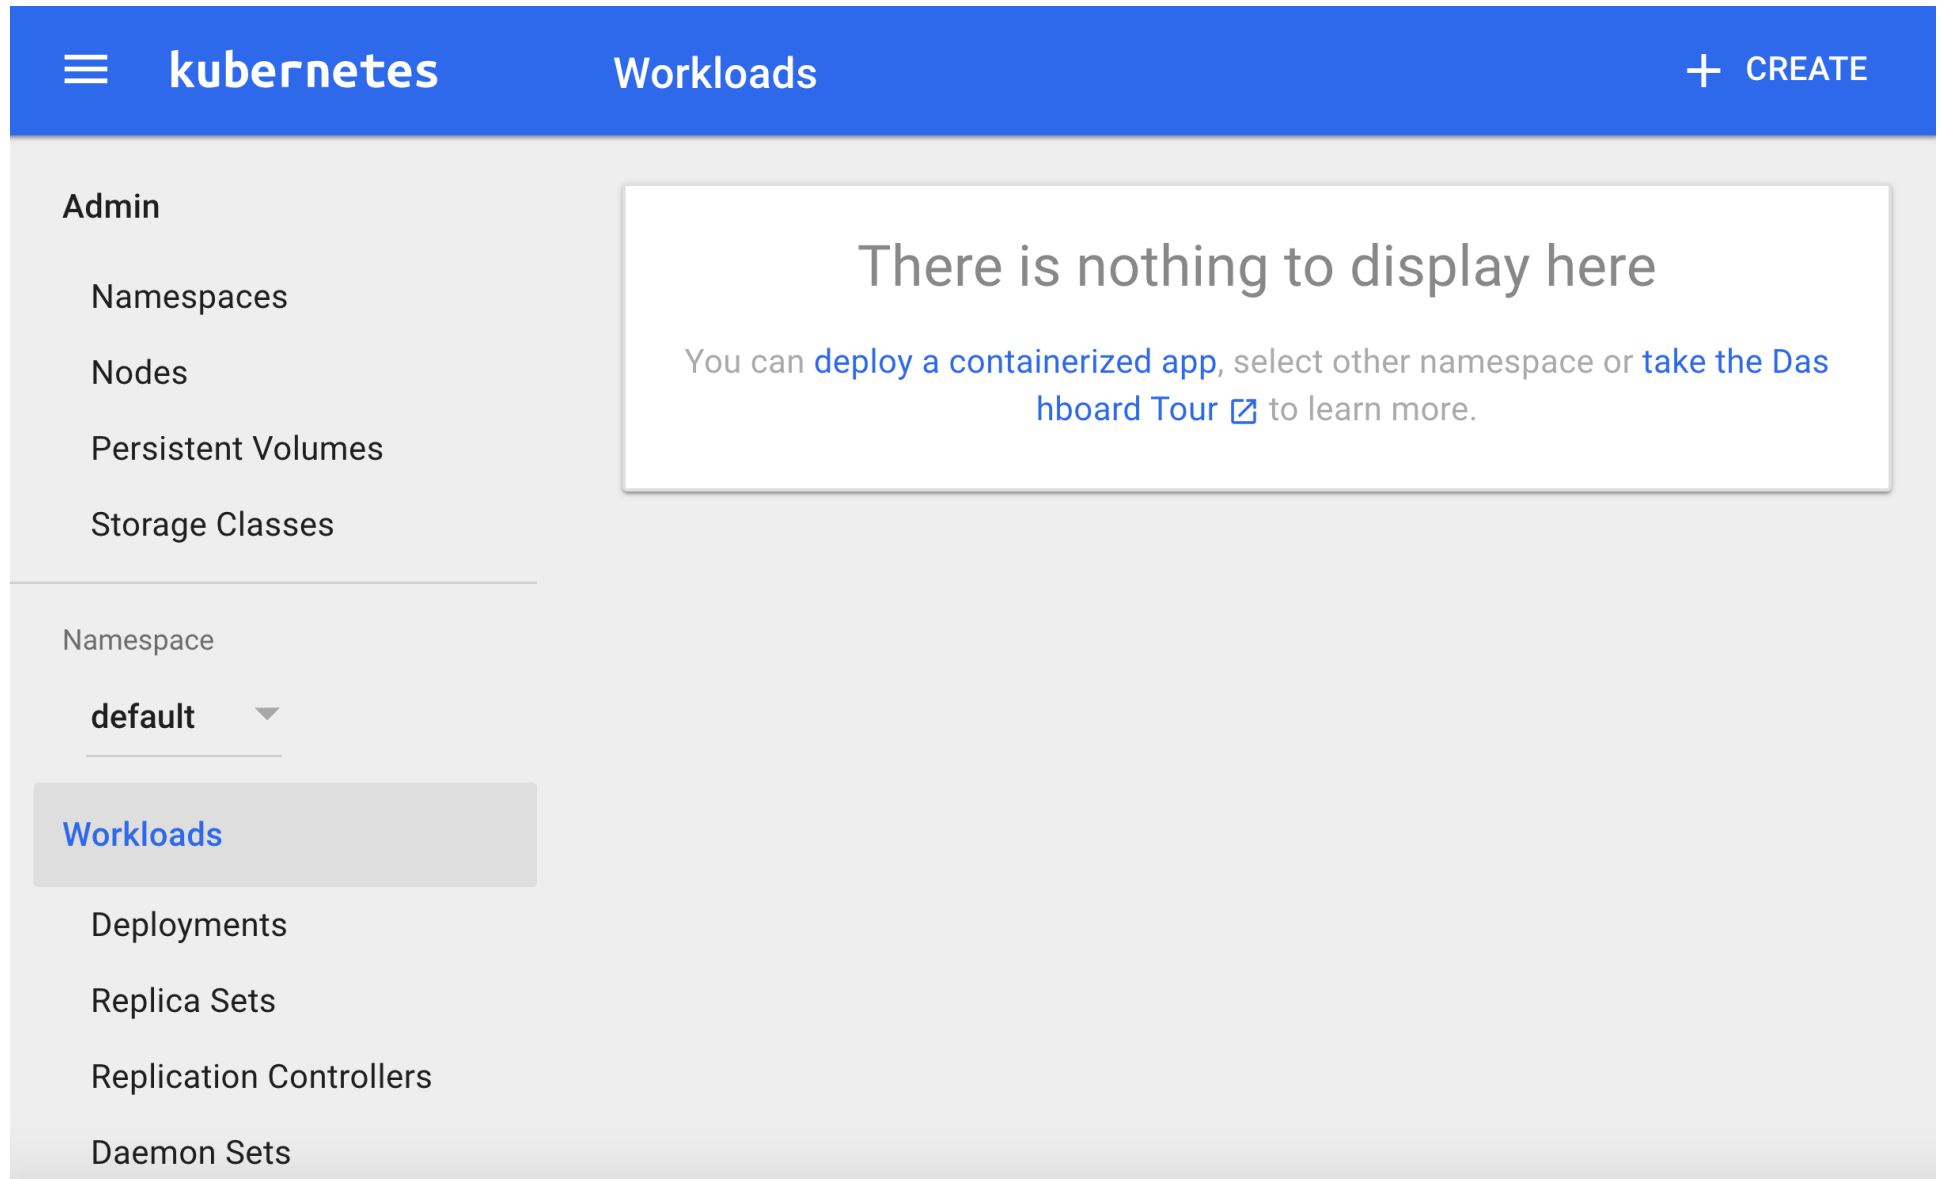 kubernetes
Workloads
+ CREATE
Admin
Namespaces
Nodes
Persistent Volumes
Storage Classes
Namespace
default
Workloads
Deployments
Replica Sets
Replication Controllers
Daemon Sets
There is nothing to display here
You can deploy a containerized app, select other namespace or take the Das
hboard Tour to learn more.